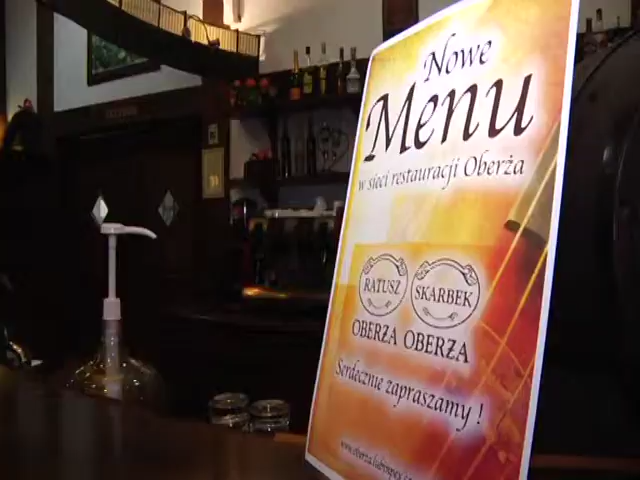 Nowe
Menu
w sieci restauracji Oberża
RATUSZ SKARBEK
OBERŻA OBERŻA
Serdecznie zapraszamy !